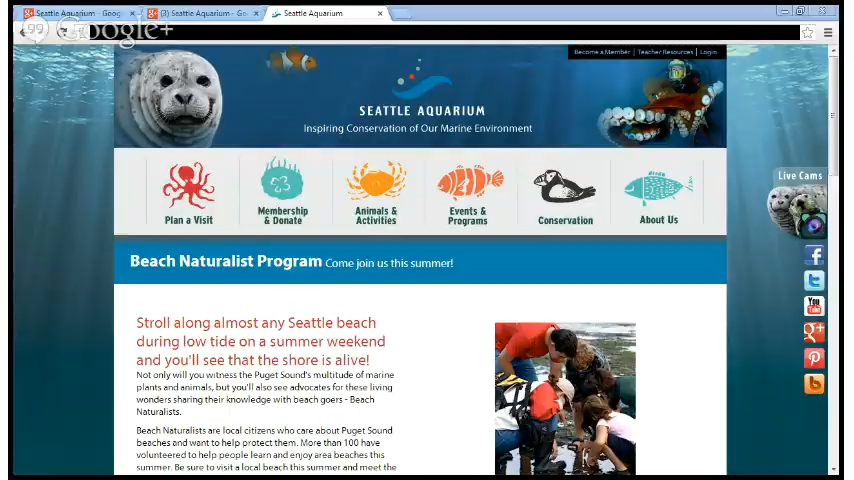 Seattle Aquarium - Goog
(3) Seattle Aquarium - Go
Seattle Aquarium
99 Google+
Become a Member | Teacher Resources | Login
SEATTLE AQUARIUM
Inspiring Conservation of Our Marine Environment
Live Cams
Plan a Visit
Membership
& Donate
Animals &
Activities
Events &
Programs
Conservation
About Us
Beach Naturalist Program Come join us this summer!
Stroll along almost any Seattle beach
during low tide on a summer weekend
and you'll see that the shore is alive!
Not only will you witness the Puget Sound's multitude of marine
plants and animals, but you'll also see advocates for these living
wonders sharing their knowledge with beach goers - Beach
Naturalists.
Beach Naturalists are local citizens who care about Puget Sound
beaches and want to help protect them. More than 100 have
volunteered to help people learn and enjoy area beaches this
summer. Be sure to visit a local beach this summer and meet the
You
Tube